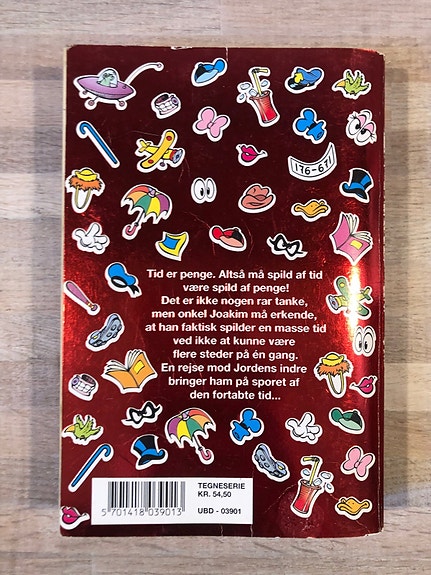 176-671
Tid er penge. Altså må spild af tid
være spild af penge!
Det er ikke nogen rar tanke,
men onkel Joakim må erkende,
at han faktisk spilder en masse tid
ved ikke at kunne være
flere steder på én gang.
En rejse mod Jordens indre
bringer ham på sporet af
den fortabte tid...
TEGNESERIE
KR. 54,50
UBD - 03901
5 701418 039013